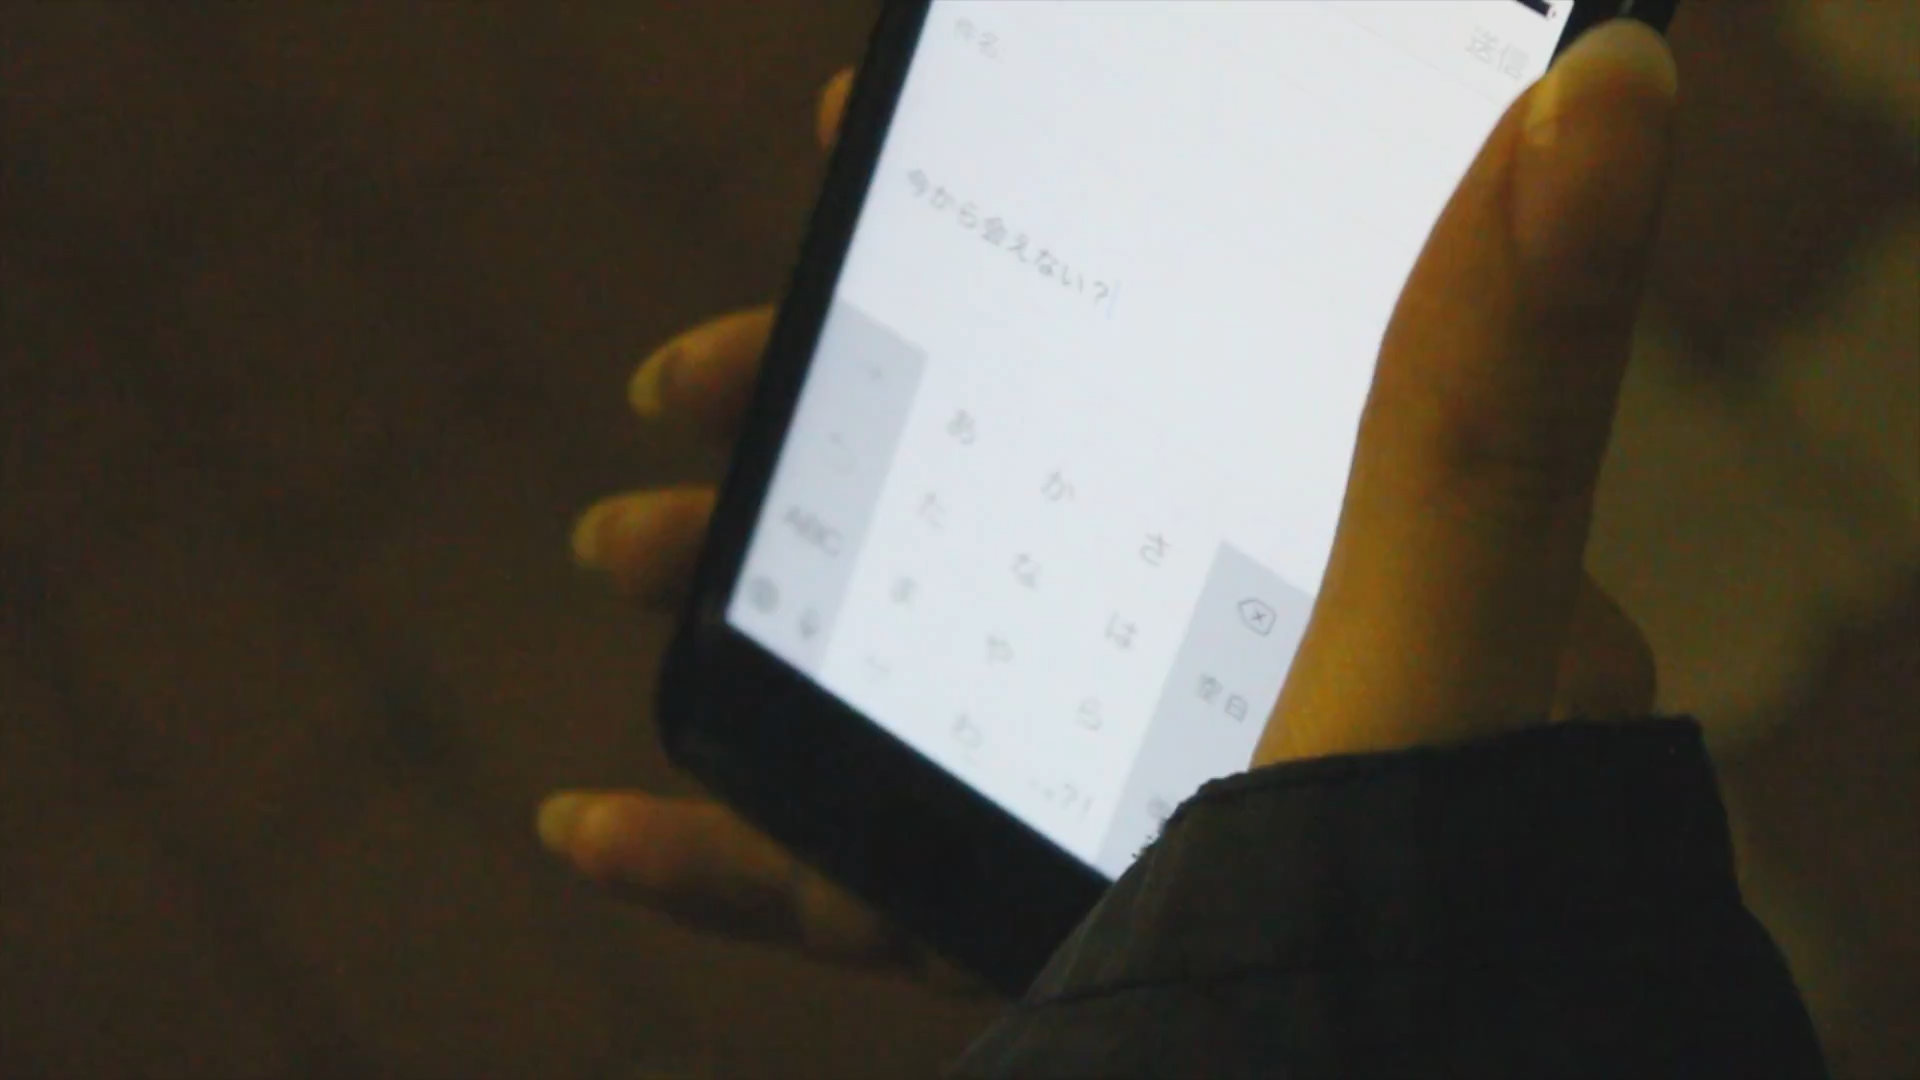 件名
送信
今から会えない?
→
あ
か
さ
ABC
た
な
は
空白
ま
や
ら
わ
、。?!